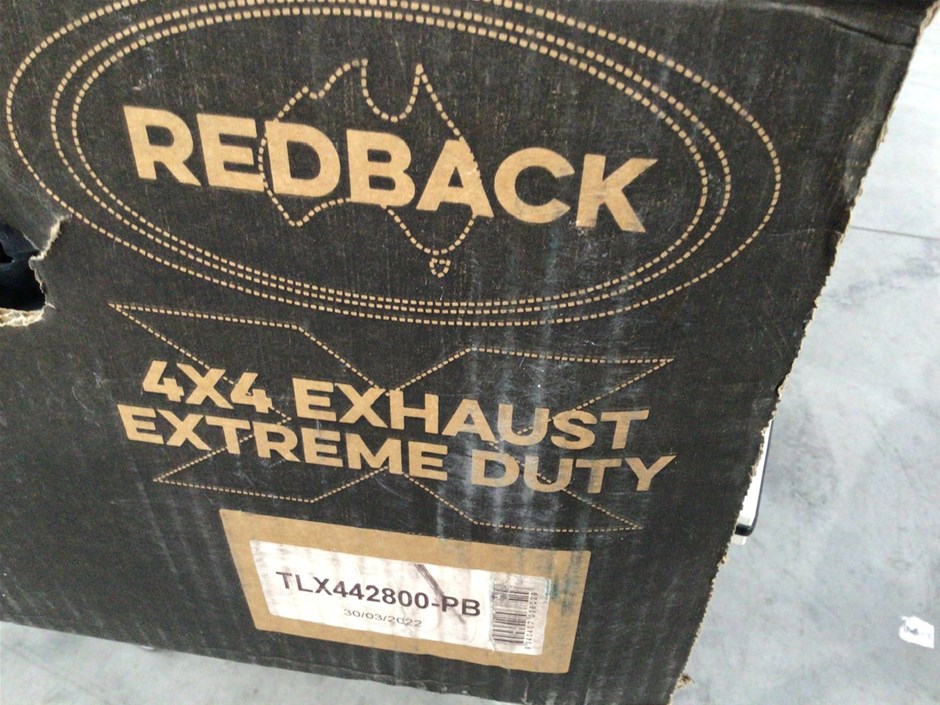 REDBACK
4X4 EXHAUST
EXTREME DUTY
TLX442800-PB
30/03/2022